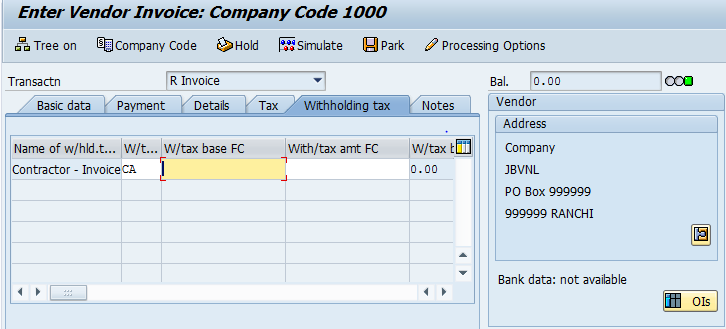 Enter Vendor Invoice: Company Code 1000
Tree on Company Code Hold Simulate Park Processing Options
Transactn R Invoice Bal. 0.00
Basic data Payment Details Tax Withholding tax Notes
Name of w/hld.t... W/t... W/tax base FC With/tax amt FC W/tax b
Contractor - Invoice CA 0.00
Vendor
Address
Company
JBVNL
PO Box 999999
999999 RANCHI
Bank data: not available
OIs